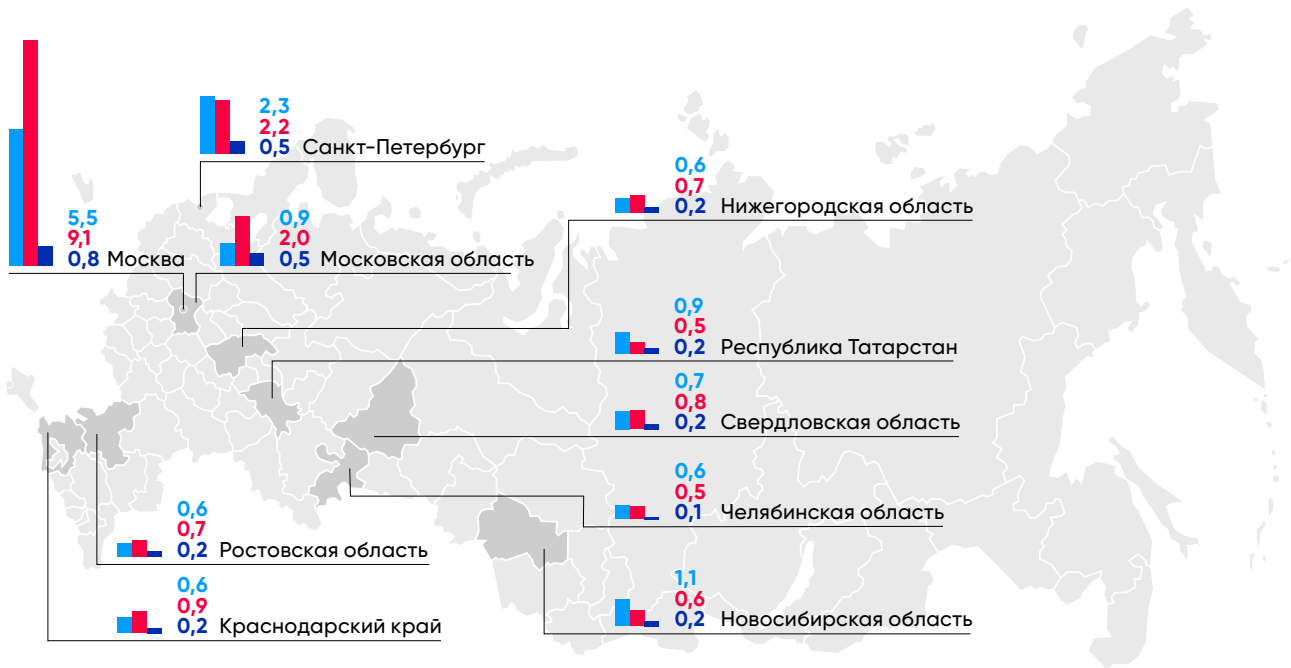 2,3
2,2
0,5 Санкт-Петербург
5,5
9,1
0,8 Москва
0,9
2,0
0,5 Московская область
0,6
0,7
0,2 Нижегородская область
0,9
0,5
0,2 Республика Татарстан
0,7
0,8
0,2 Свердловская область
0,6
0,5
0,1 Челябинская область
0,6
0,7
0,2 Ростовская область
0,6
0,9
0,2 Краснодарский край
1,1
0,6
0,2 Новосибирская область